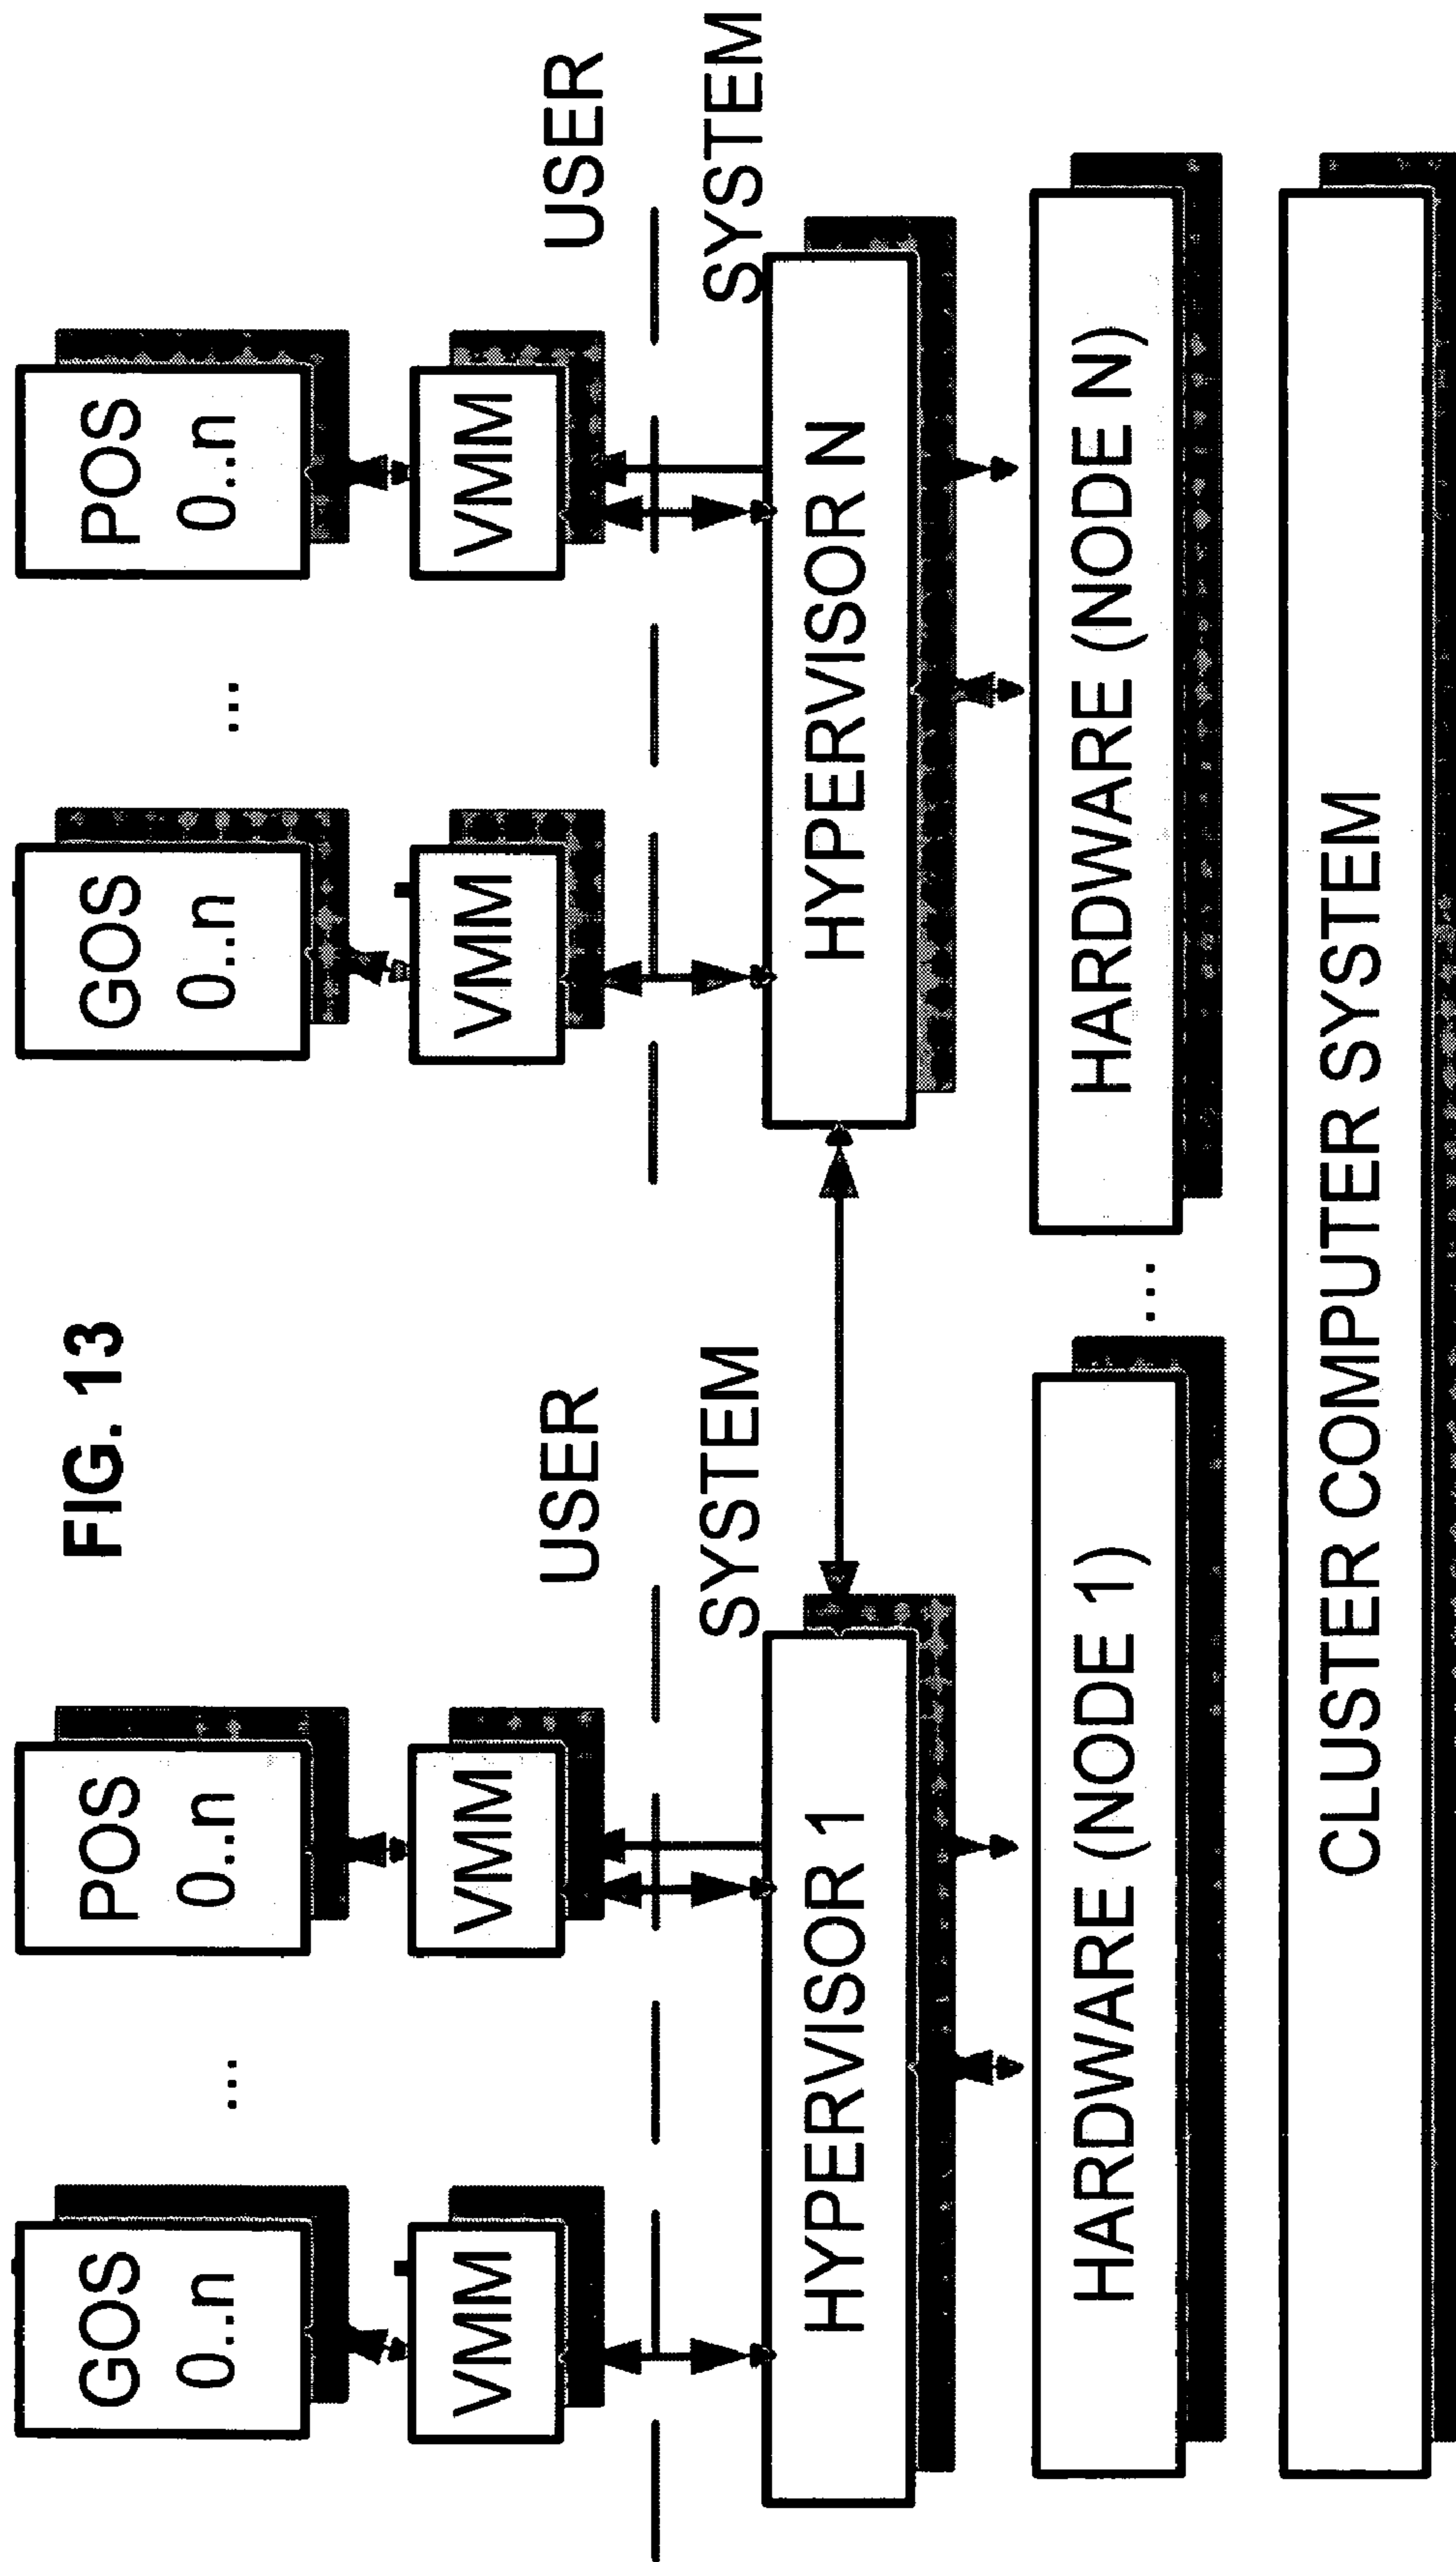 FIG. 13
GOS
0..n
...
POS
0..n
GOS
0..n
...
POS
0..n
VMM
VMM
VMM
VMM
USER
USER
SYSTEM
SYSTEM
HYPERVISOR 1
HYPERVISOR N
HARDWARE (NODE 1)
...
HARDWARE (NODE N)
CLUSTER COMPUTER SYSTEM